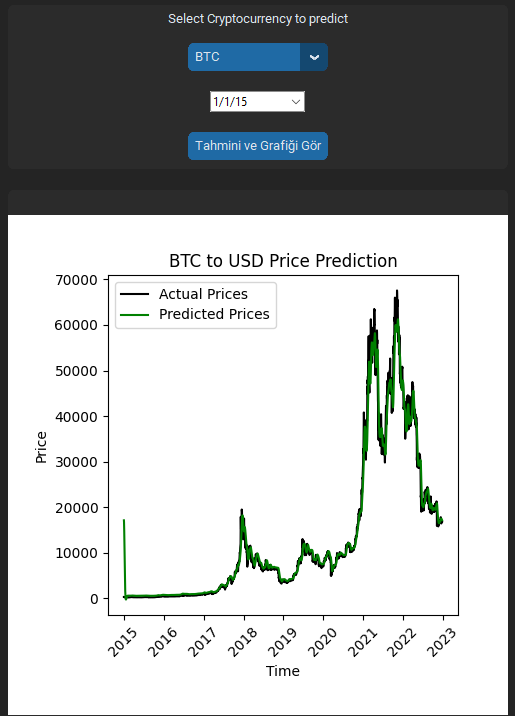 Select Cryptocurrency to predict
BTC
1/1/15
Tahmini ve Grafiği Gör
BTC to USD Price Prediction
70000
60000
50000
40000
30000
20000
10000
0
Price
Actual Prices
Predicted Prices
2015
2016
2017
2018
2019
2020
2021
2022
2023
Time